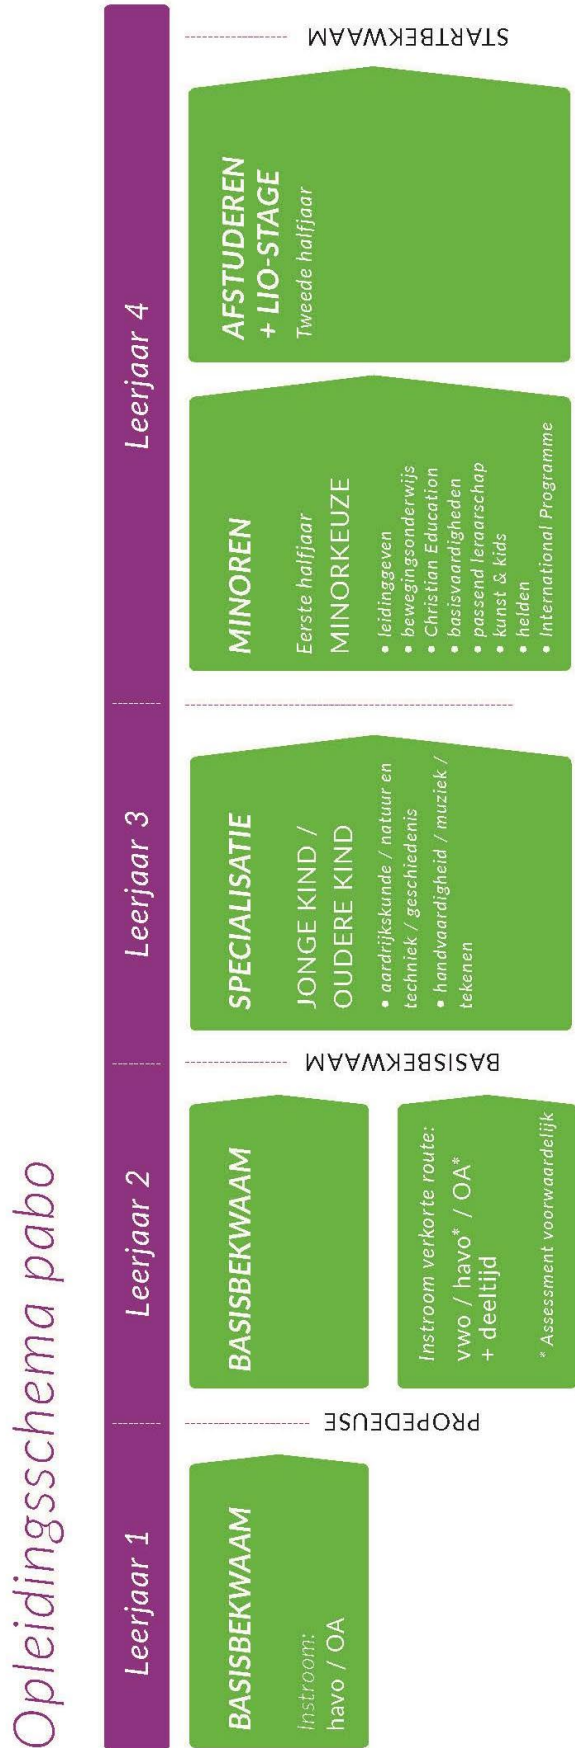 Opleidingsschema pabo
Leerjaar 1
Leerjaar 2
Leerjaar 3
Leerjaar 4
BASISBEKWAAM
Instroom:
havo / OA
PROPEDEUSE
BASISBEKWAAM
Instroom verkorte route:
vwo / havo* / OA*
+ deeltijd
* Assessment voorwaardelijk
BASISBEKWAAM
SPECIALISATIE
JONGE KIND /
OUDERE KIND
• aardrijkskunde / natuur en
techniek / geschiedenis
• handvaardigheid / muziek /
tekenen
MINOREN
Eerste halfjaar
MINORKEUZE
• leidinggeven
• bewegingsonderwijs
• Christian Education
• basisvaardigheden
• passend leraarschap
• kunst & kids
• helden
• International Programme
AFSTUDEREN
+ LIO-STAGE
Tweede halfjaar
STARTBEKWAAM